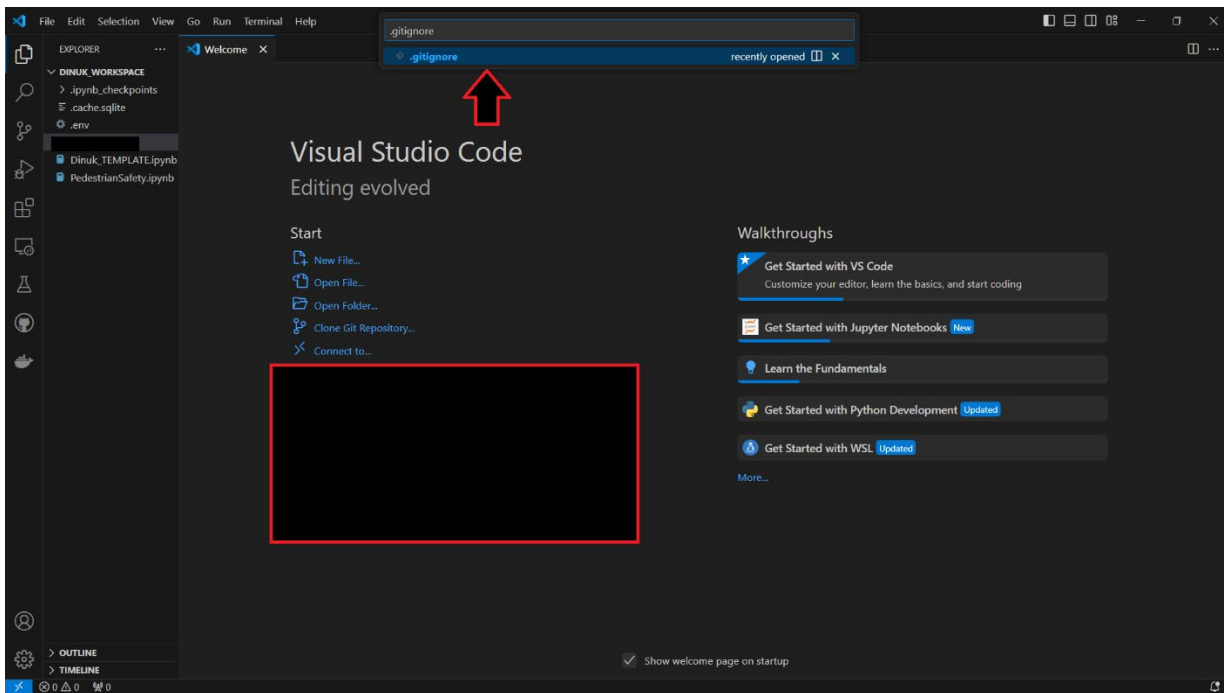 File Edit Selection View Go Run Terminal Help
.gitignore
.gitignore recently opened
EXPLORER ...
Welcome
DINUK_WORKSPACE
.ipynb_checkpoints
.cache.sqlite
.env
Dinuk_TEMPLATE.ipynb
PedestrianSafety.ipynb
Visual Studio Code
Editing evolved
Start
New File...
Open File...
Open Folder...
Clone Git Repository...
Connect to...
Walkthroughs
Get Started with VS Code
Customize your editor, learn the basics, and start coding
Get Started with Jupyter Notebooks New
Learn the Fundamentals
Get Started with Python Development Updated
Get Started with WSL Updated
More...
Show welcome page on startup
OUTLINE
TIMELINE
0 0 0